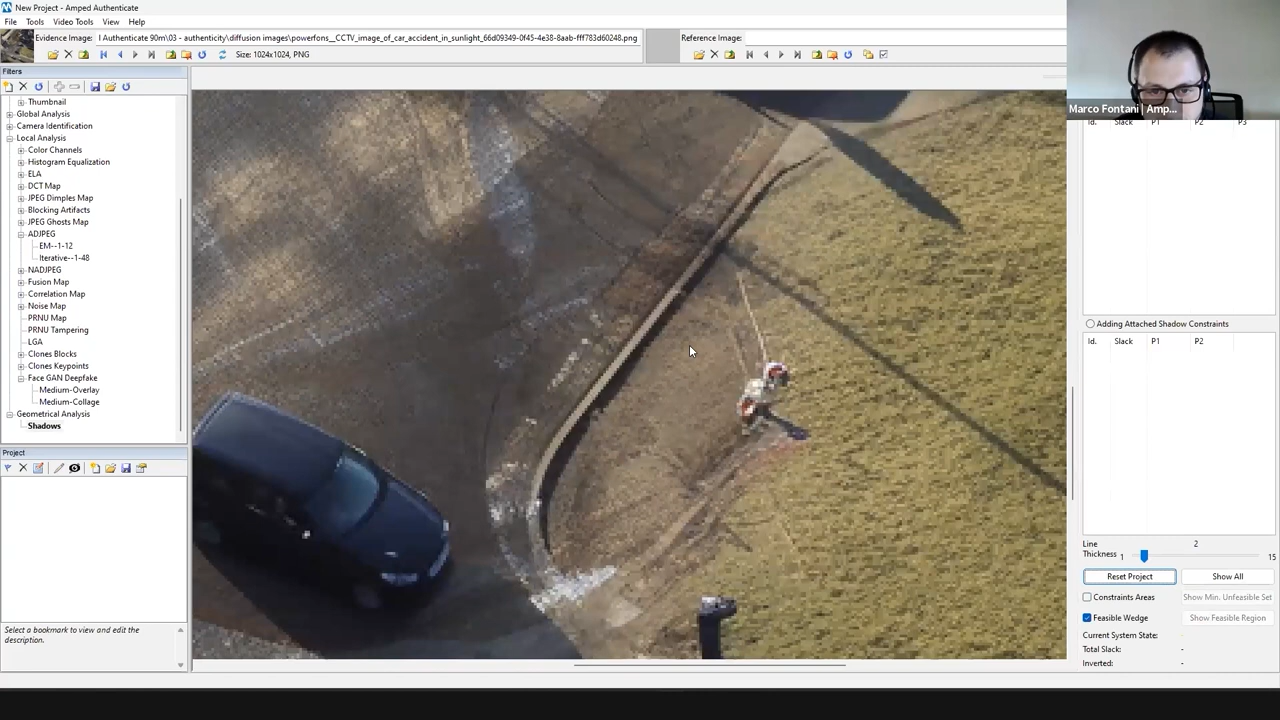 New Project - Amped Authenticate
File Tools Video Tools View Help
Evidence Image: l Authenticate 90m\03 - authenticity\diffusion images\powerfons__CCTV_image_of_car_accident_in_sunlight_66d09349-0f45-4e38-8aab-fff783d60248.png
Reference Image:
Size: 1024x1024, PNG
Marco Fontani | Amp...
Filters
Thumbnail
Global Analysis
Camera Identification
Local Analysis
Color Channels
Histogram Equalization
ELA
DCT Map
JPEG Dimples Map
Blocking Artifacts
JPEG Ghosts Map
ADJPEG
EM--1-12
Iterative--1-48
NADJPEG
Fusion Map
Correlation Map
Noise Map
PRNU Map
PRNU Tampering
LGA
Clones Blocks
Clones Keypoints
Face GAN Deepfake
Medium-Overlay
Medium-Collage
Geometrical Analysis
Shadows
Project
Select a bookmark to view and edit the
description.
Id. Slack P1 P2 P3
Adding Attached Shadow Constraints
Id. Slack P1 P2
Line Thickness 1 2 15
Reset Project Show All
Constraints Areas Show Min. Unfeasible Set
Feasible Wedge Show Feasible Region
Current System State: -
Total Slack: -
Inverted: -